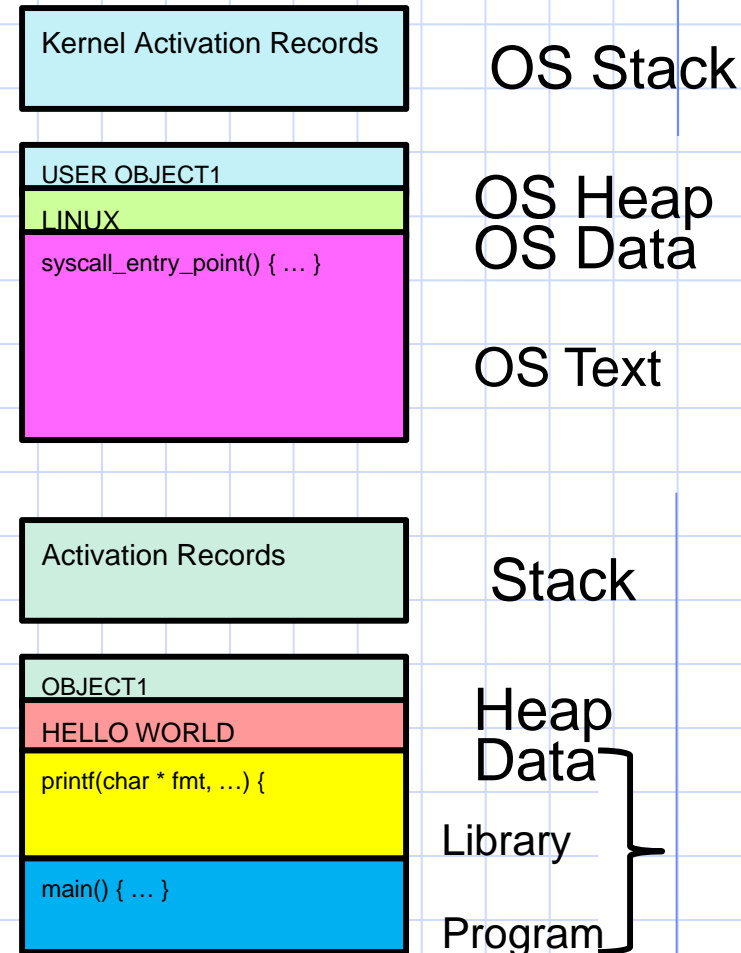 Kernel Activation Records
OS Stack
USER OBJECT1
OS Heap
LINUX
OS Data
syscall_entry_point() { … }
OS Text
Activation Records
Stack
OBJECT1
Heap
HELLO WORLD
Data
printf(char * fmt, …) {
Library
main() { … }
Program